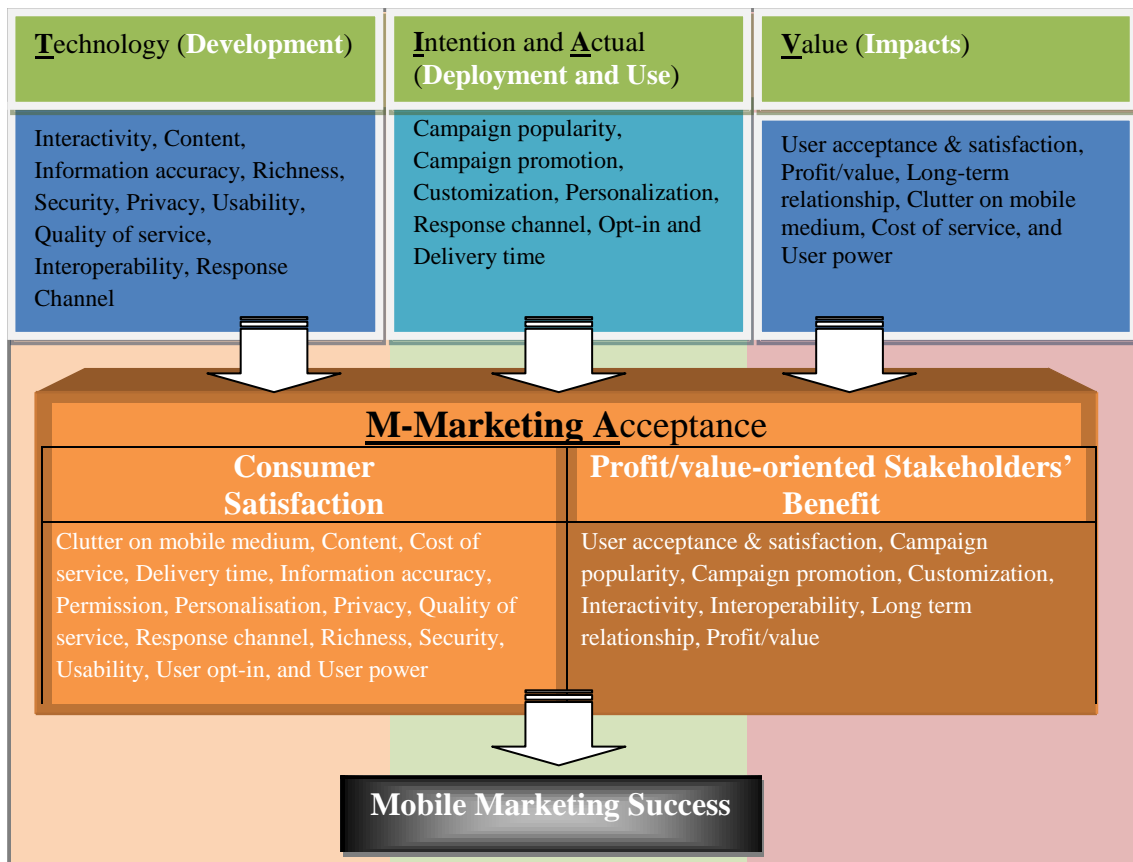 Technology (Development)
Intention and Actual
(Deployment and Use)
Value (Impacts)
Interactivity, Content,
Information accuracy, Richness,
Security, Privacy, Usability,
Quality of service,
Interoperability, Response
Channel
Campaign popularity,
Campaign promotion,
Customization, Personalization,
Response channel, Opt-in and
Delivery time
User acceptance & satisfaction,
Profit/value, Long-term
relationship, Clutter on mobile
medium, Cost of service, and
User power
M-Marketing Acceptance
Consumer
Satisfaction
Profit/value-oriented Stakeholders’
Benefit
Clutter on mobile medium, Content, Cost of
service, Delivery time, Information accuracy,
Permission, Personalisation, Privacy, Quality of
service, Response channel, Richness, Security,
Usability, User opt-in, and User power
User acceptance & satisfaction, Campaign
popularity, Campaign promotion, Customization,
Interactivity, Interoperability, Long term
relationship, Profit/value
Mobile Marketing Success